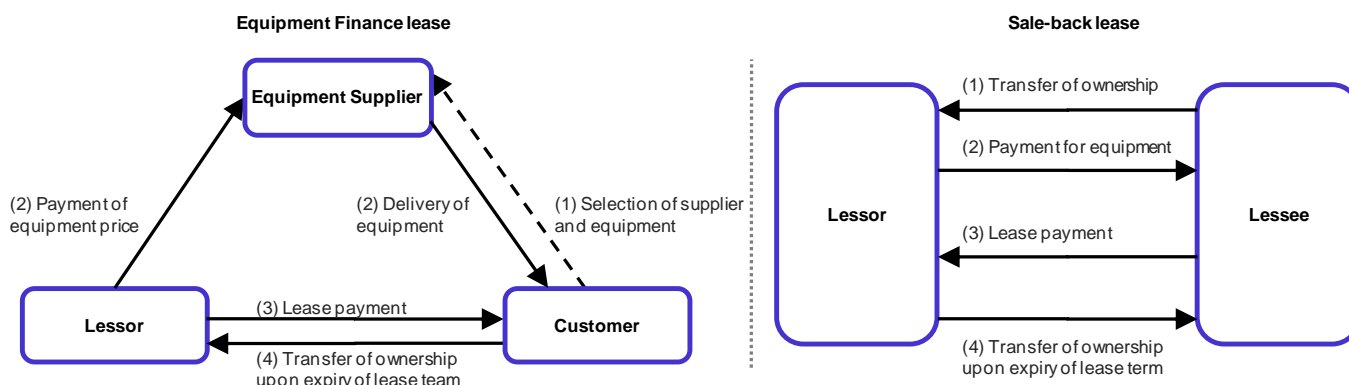 Equipment Finance lease
Equipment Supplier
(2) Payment of
equipment price
(2) Delivery of
equipment
(1) Selection of supplier
and equipment
Lessor
(3) Lease payment
Customer
(4) Transfer of ownership
upon expiry of lease team
Sale-back lease
(1) Transfer of ownership
(2) Payment for equipment
Lessor
Lessee
(3) Lease payment
(4) Transfer of ownership
upon expiry of lease term